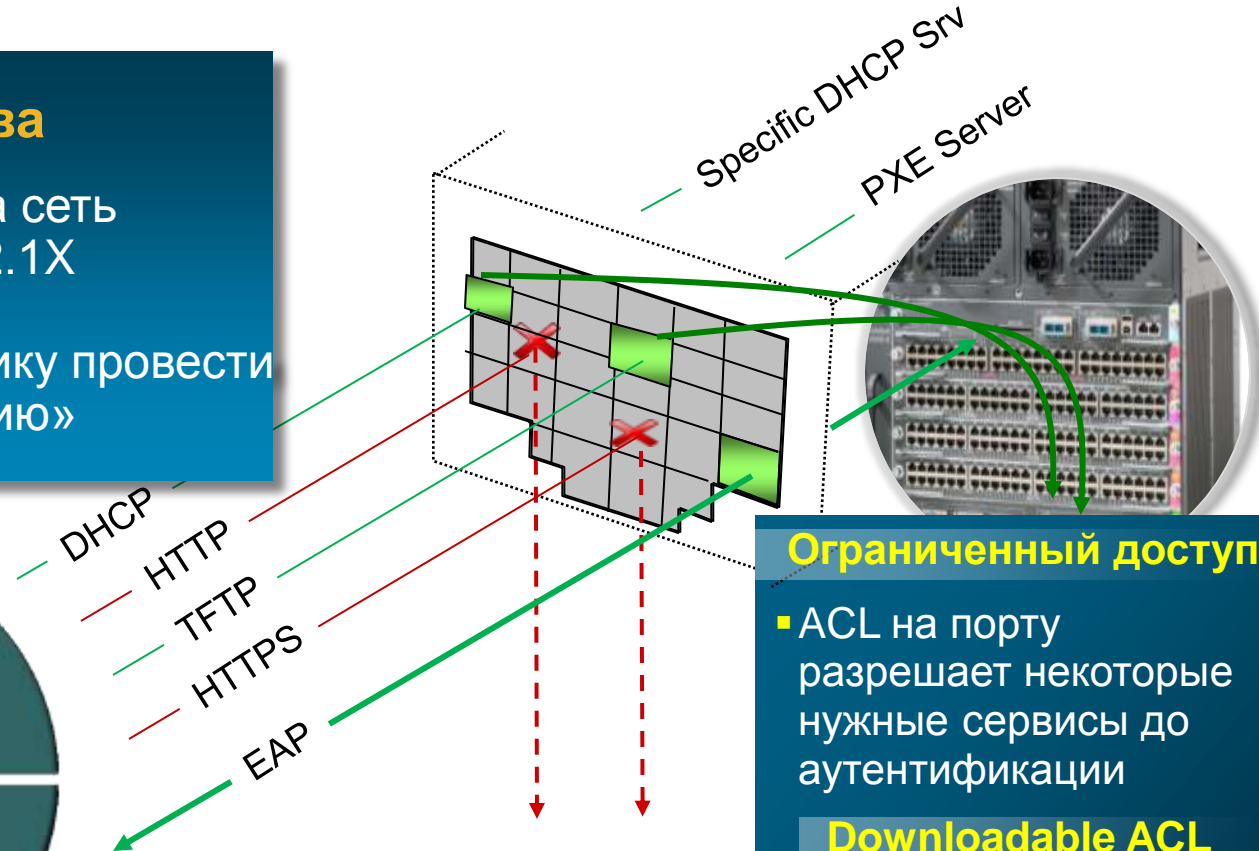 ва
а сеть
2.1X
ику провести
ию»
Specific DHCP Srv
PXE Server
DHCP
HTTP
TFTP
HTTPS
EAP
Ограниченный доступ
ACL на порту
разрешает некоторые
нужные сервисы до
аутентификации
Downloadable ACL